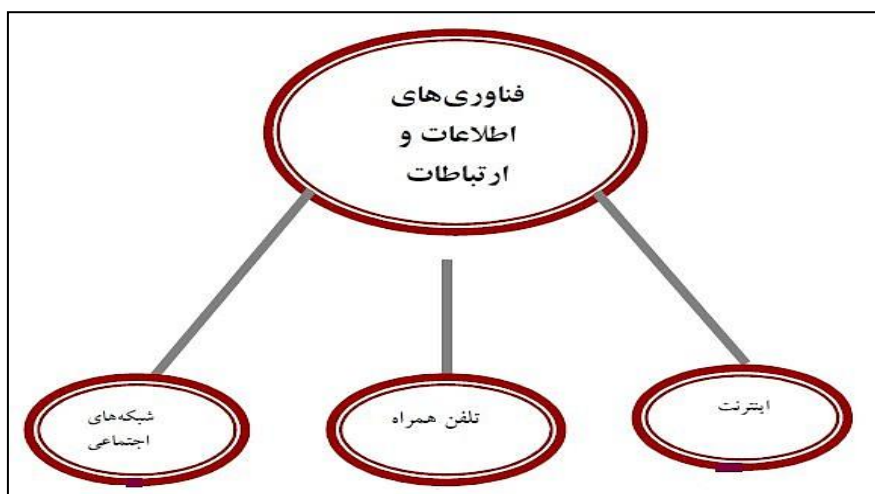 فناوری‌های
اطلاعات و
ارتباطات
اینترنت
تلفن همراه
شبکه‌های
اجتماعی